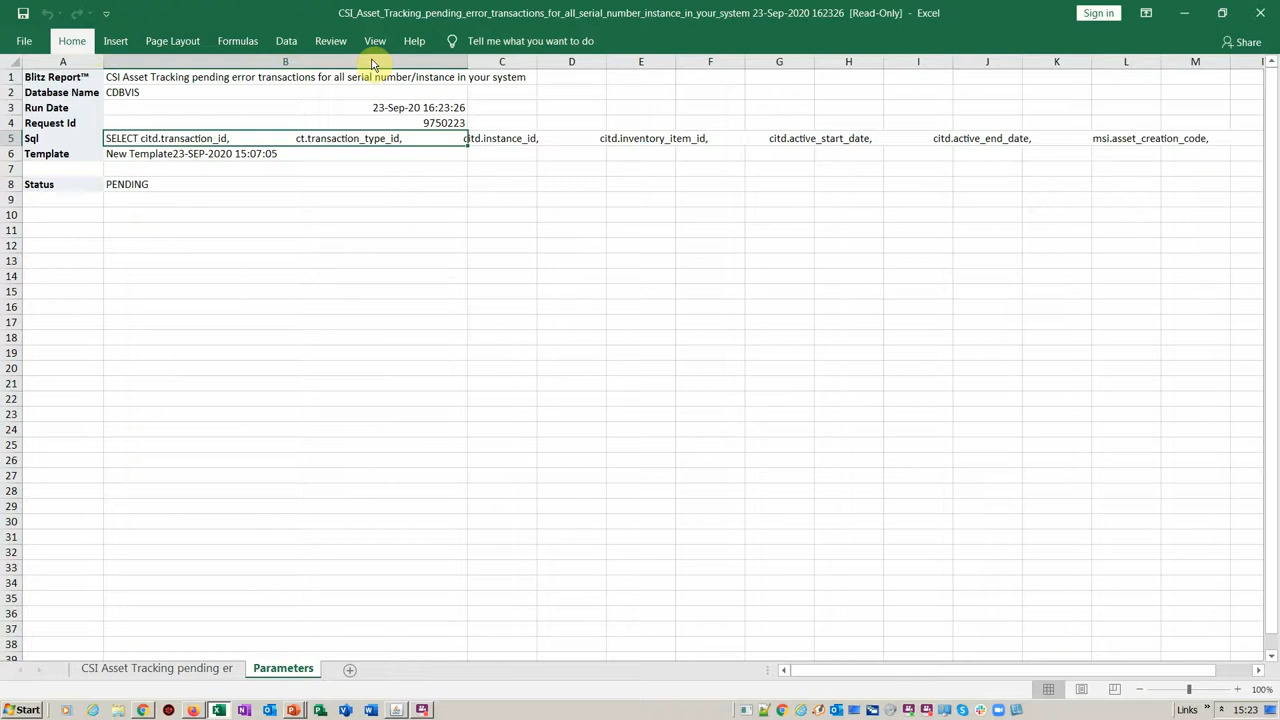 CSI_Asset_Tracking_pending_error_transactions_for_all_serial_number_instance_in_your_system 23-Sep-2020 162326 [Read-Only] - Excel
Sign in
File Home Insert Page Layout Formulas Data Review View Help Tell me what you want to do Share
A B C D E F G H I J K L M
1 Blitz Report™ CSI Asset Tracking pending error transactions for all serial number/instance in your system
2 Database Name CDBVIS
3 Run Date 23-Sep-20 16:23:26
4 Request Id 9750223
5 Sql SELECT citd.transaction_id, ct.transaction_type_id, citd.instance_id, citd.inventory_item_id, citd.active_start_date, citd.active_end_date, msi.asset_creation_code,
6 Template New Template23-SEP-2020 15:07:05
7
8 Status PENDING
9
10
11
12
13
14
15
16
17
18
19
20
21
22
23
24
25
26
27
28
29
30
31
32
33
34
35
36
37
38
39
CSI Asset Tracking pending er Parameters
100%
Start Links 15:23